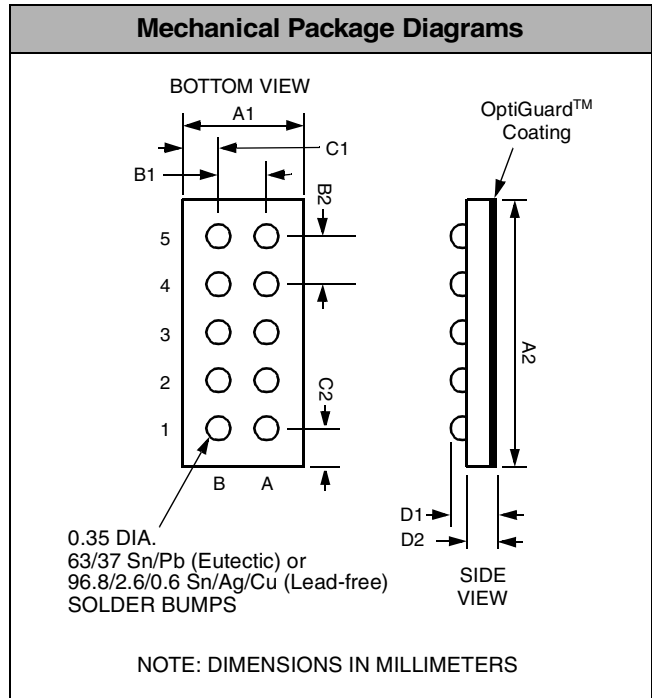 Mechanical Package Diagrams
BOTTOM VIEW
A1
C1
B1
B2
5
4
3
2
1
C2
B A
OptiGuard™
Coating
A2
D1
D2
SIDE
VIEW
0.35 DIA.
63/37 Sn/Pb (Eutectic) or
96.8/2.6/0.6 Sn/Ag/Cu (Lead-free)
SOLDER BUMPS
NOTE: DIMENSIONS IN MILLIMETERS